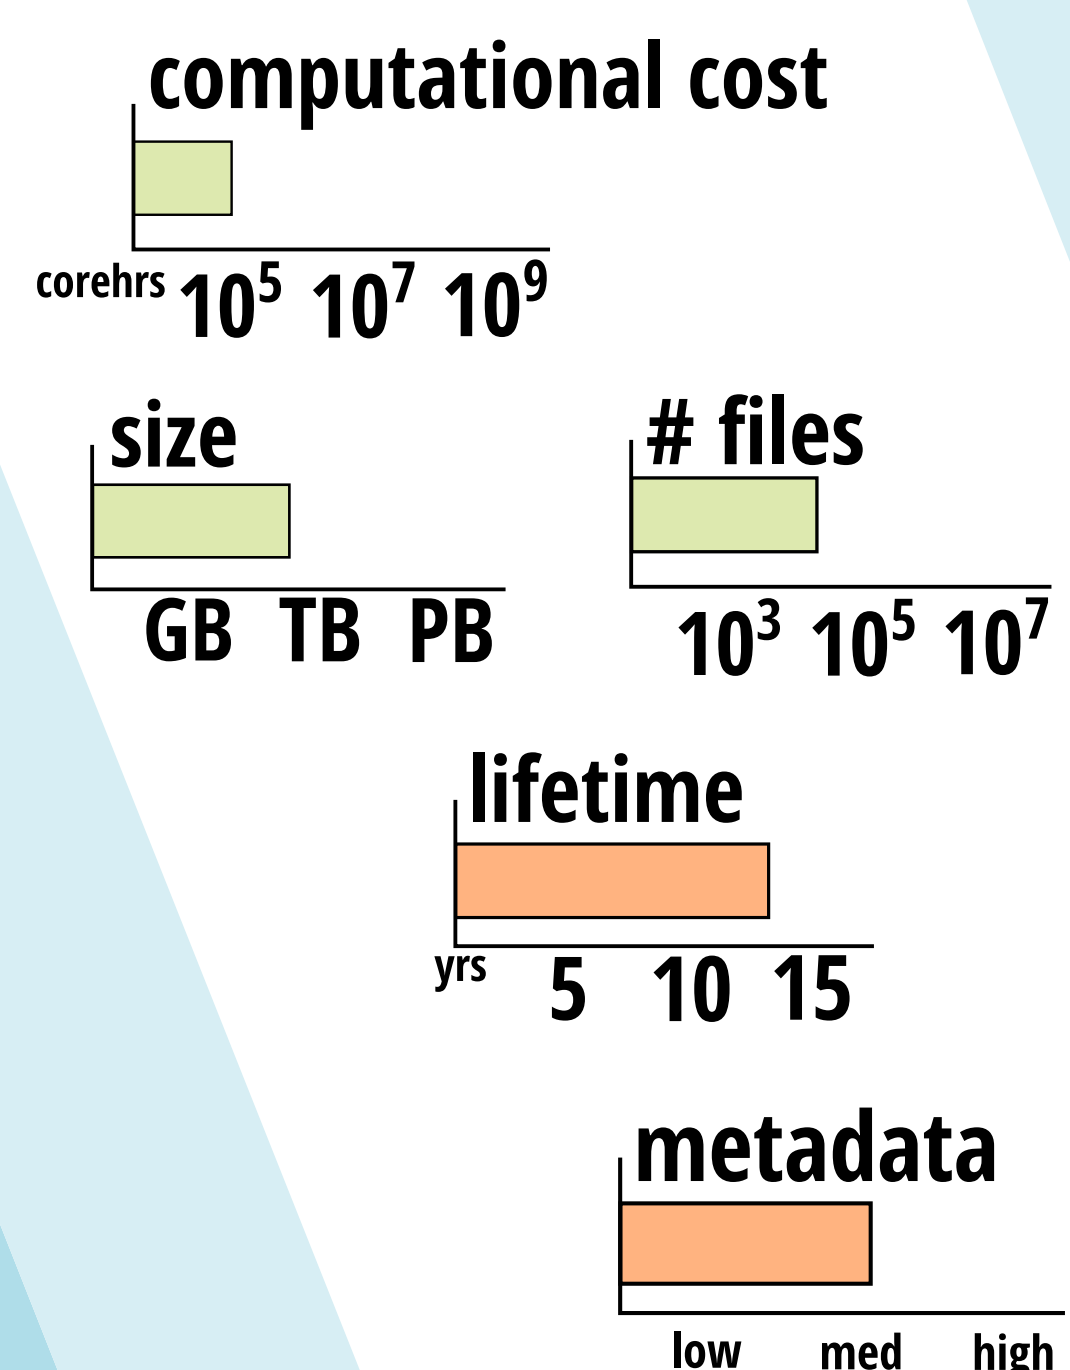 computational cost
corehrs 10⁵ 10⁷ 10⁹
size
GB TB PB
# files
10³ 10⁵ 10⁷
lifetime
yrs 5 10 15
metadata
low med high